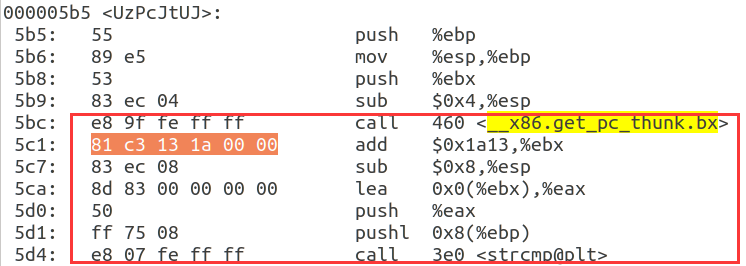 000005b5 <UzPcJtUJ>:
5b5: 55 push %ebp
5b6: 89 e5 mov %esp,%ebp
5b8: 53 push %ebx
5b9: 83 ec 04 sub $0x4,%esp
5bc: e8 9f fe ff ff call 460 <__x86.get_pc_thunk.bx>
5c1: 81 c3 13 1a 00 00 add $0x1a13,%ebx
5c7: 83 ec 08 sub $0x8,%esp
5ca: 8d 83 00 00 00 00 lea 0x0(%ebx),%eax
5d0: 50 push %eax
5d1: ff 75 08 pushl 0x8(%ebp)
5d4: e8 07 fe ff ff call 3e0 <strcmp@plt>